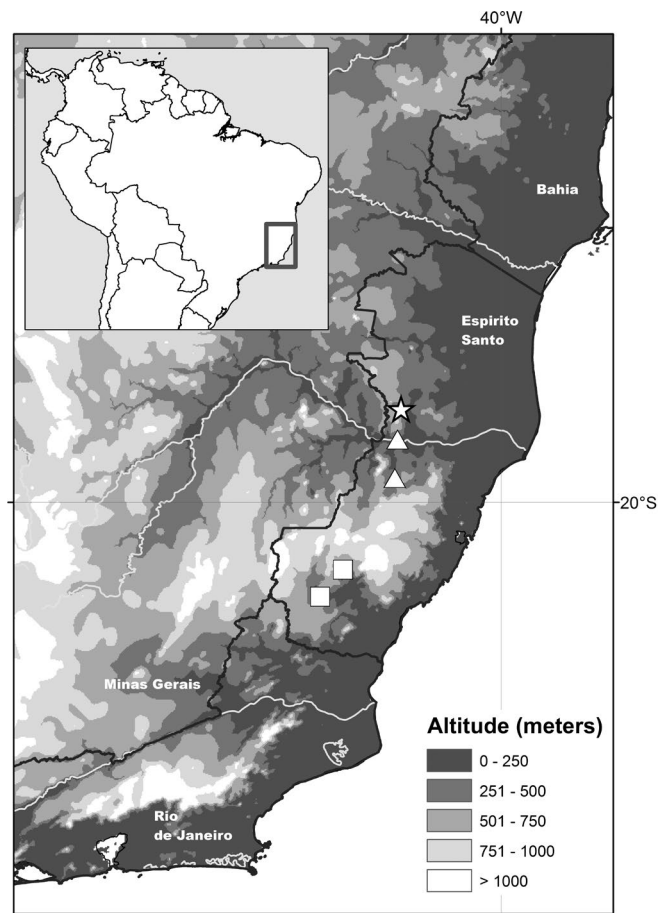 40°W
Bahia
Espirito
Santo
20°S
Minas Gerais
Altitude (meters)
0 - 250
251 - 500
501 - 750
751 - 1000
> 1000
Rio
de Janeiro